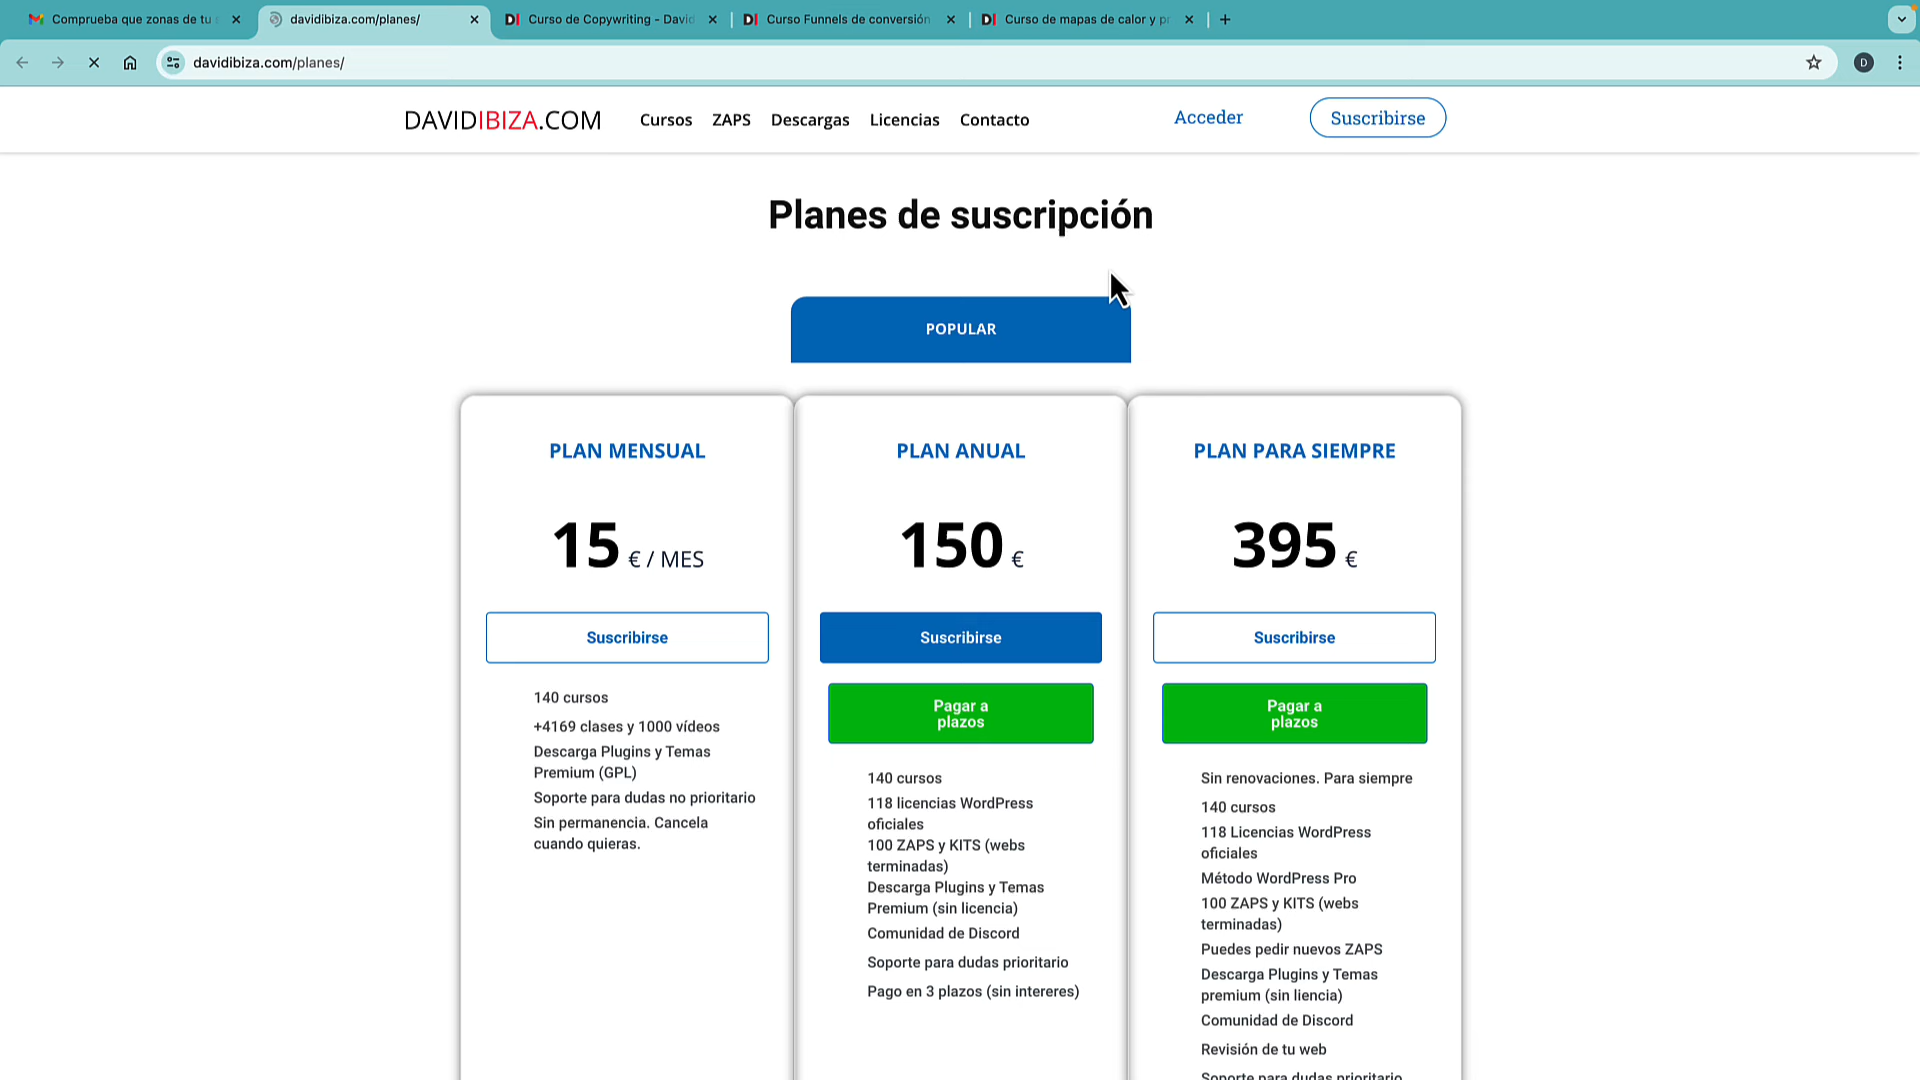 Comprueba que zonas de tu
davidibiza.com/planes/
Curso de Copywriting - David
Curso Funnels de conversión
Curso de mapas de calor y pr
davidibiza.com/planes/
D
DAVIDIBIZA.COM
Cursos
ZAPS
Descargas
Licencias
Contacto
Acceder
Suscribirse
Planes de suscripción
POPULAR
PLAN MENSUAL
15 € / MES
Suscribirse
140 cursos
+4169 clases y 1000 vídeos
Descarga Plugins y Temas
Premium (GPL)
Soporte para dudas no prioritario
Sin permanencia. Cancela
cuando quieras.
PLAN ANUAL
150 €
Suscribirse
Pagar a
plazos
140 cursos
118 licencias WordPress
oficiales
100 ZAPS y KITS (webs
terminadas)
Descarga Plugins y Temas
Premium (sin licencia)
Comunidad de Discord
Soporte para dudas prioritario
Pago en 3 plazos (sin intereres)
PLAN PARA SIEMPRE
395 €
Suscribirse
Pagar a
plazos
Sin renovaciones. Para siempre
140 cursos
118 Licencias WordPress
oficiales
Método WordPress Pro
100 ZAPS y KITS (webs
terminadas)
Puedes pedir nuevos ZAPS
Descarga Plugins y Temas
premium (sin liencia)
Comunidad de Discord
Revisión de tu web
Soporte para dudas prioritario